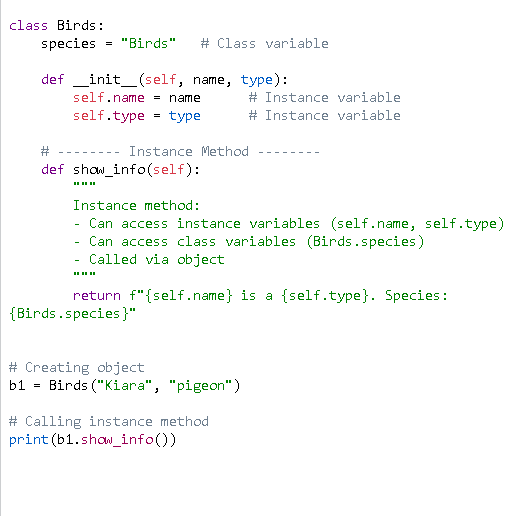 class Birds:
    species = "Birds"   # Class variable

    def __init__(self, name, type):
        self.name = name      # Instance variable
        self.type = type      # Instance variable

    # -------- Instance Method --------
    def show_info(self):
        """
        Instance method:
        - Can access instance variables (self.name, self.type)
        - Can access class variables (Birds.species)
        - Called via object
        """
        return f"{self.name} is a {self.type}. Species:
{Birds.species}"


# Creating object
b1 = Birds("Kiara", "pigeon")

# Calling instance method
print(b1.show_info())